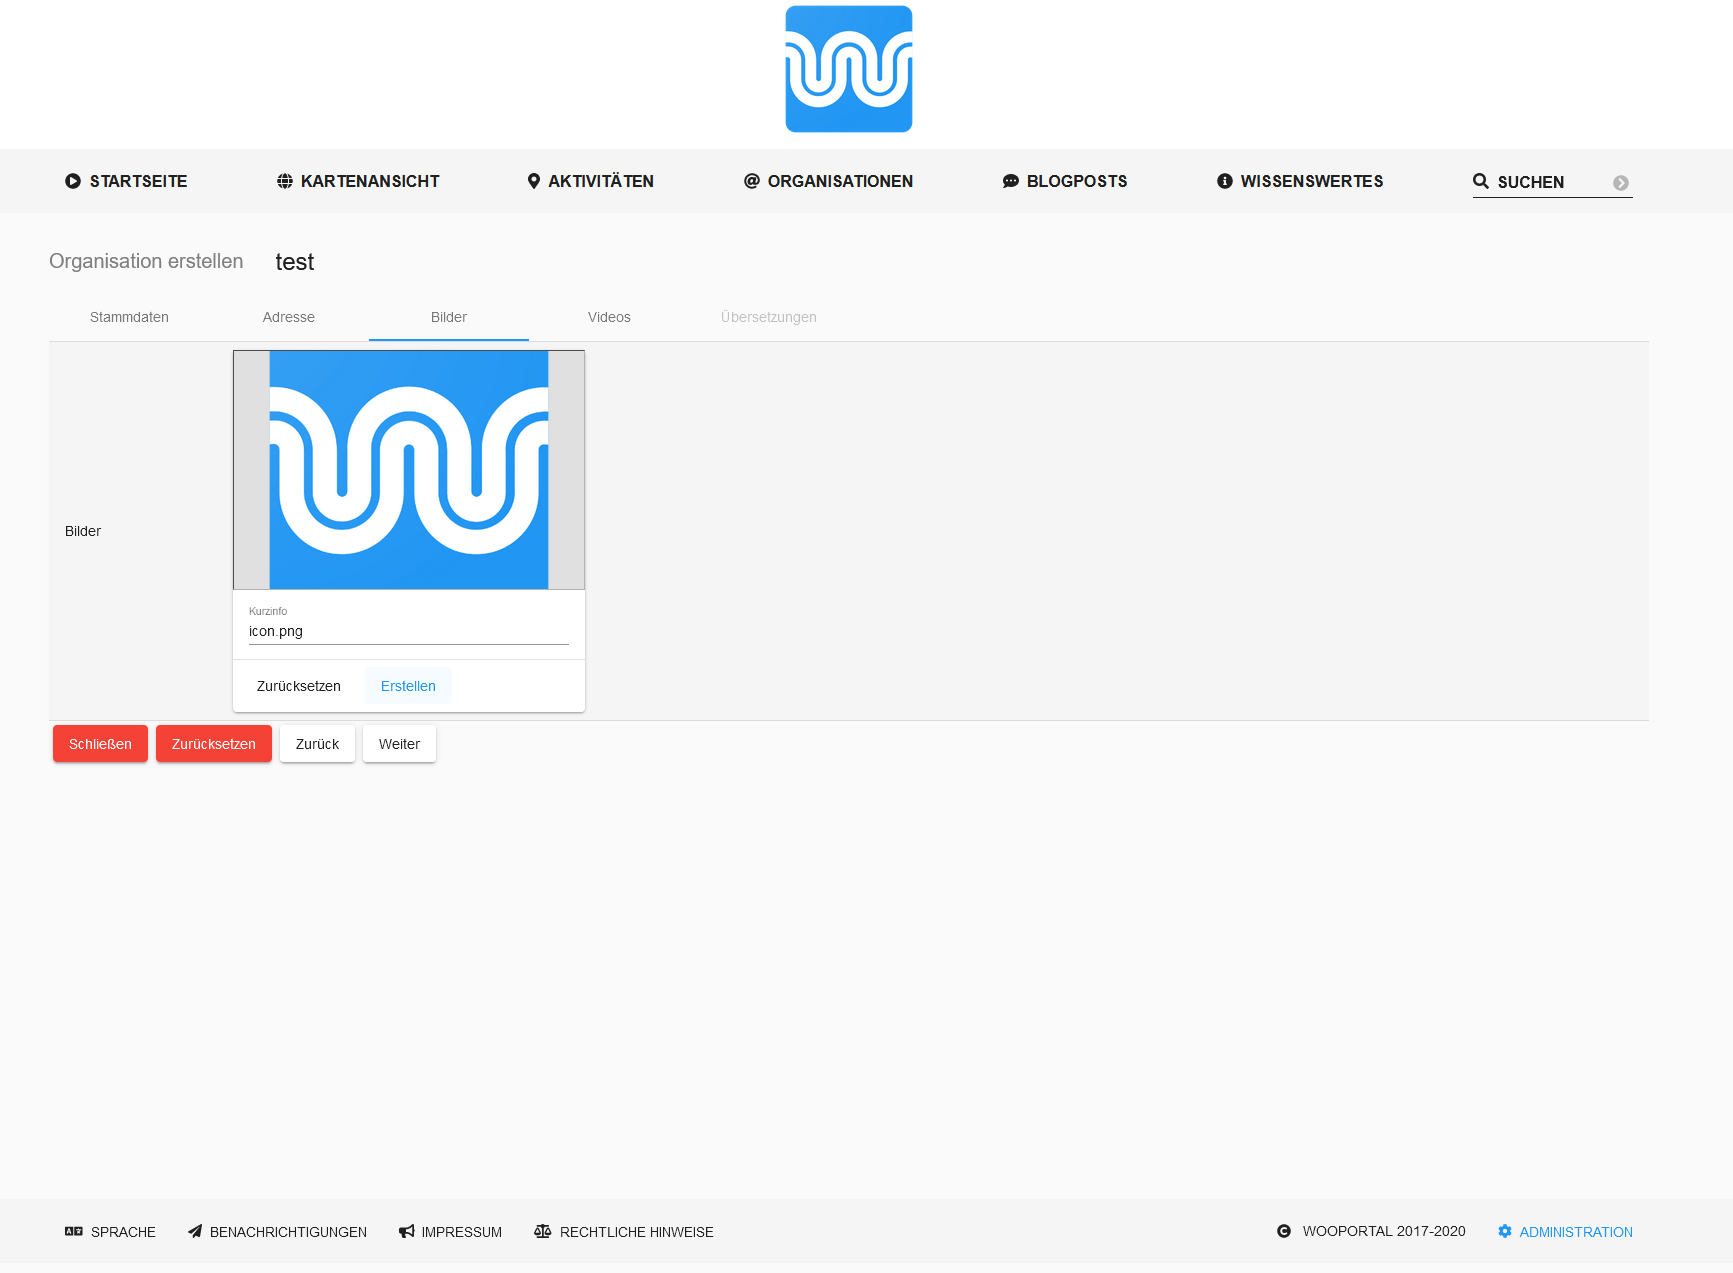 STARTSEITE KARTENANSICHT AKTIVITÄTEN @ ORGANISATIONEN BLOGPOSTS WISSENSWERTES SUCHEN
Organisation erstellen test
Stammdaten Adresse Bilder Videos Übersetzungen
Bilder
Kurzinfo
icon.png
Zurücksetzen Erstellen
Schließen Zurücksetzen Zurück Weiter
SPRACHE BENACHRICHTIGUNGEN IMPRESSUM RECHTLICHE HINWEISE WOOPORTAL 2017-2020 ADMINISTRATION